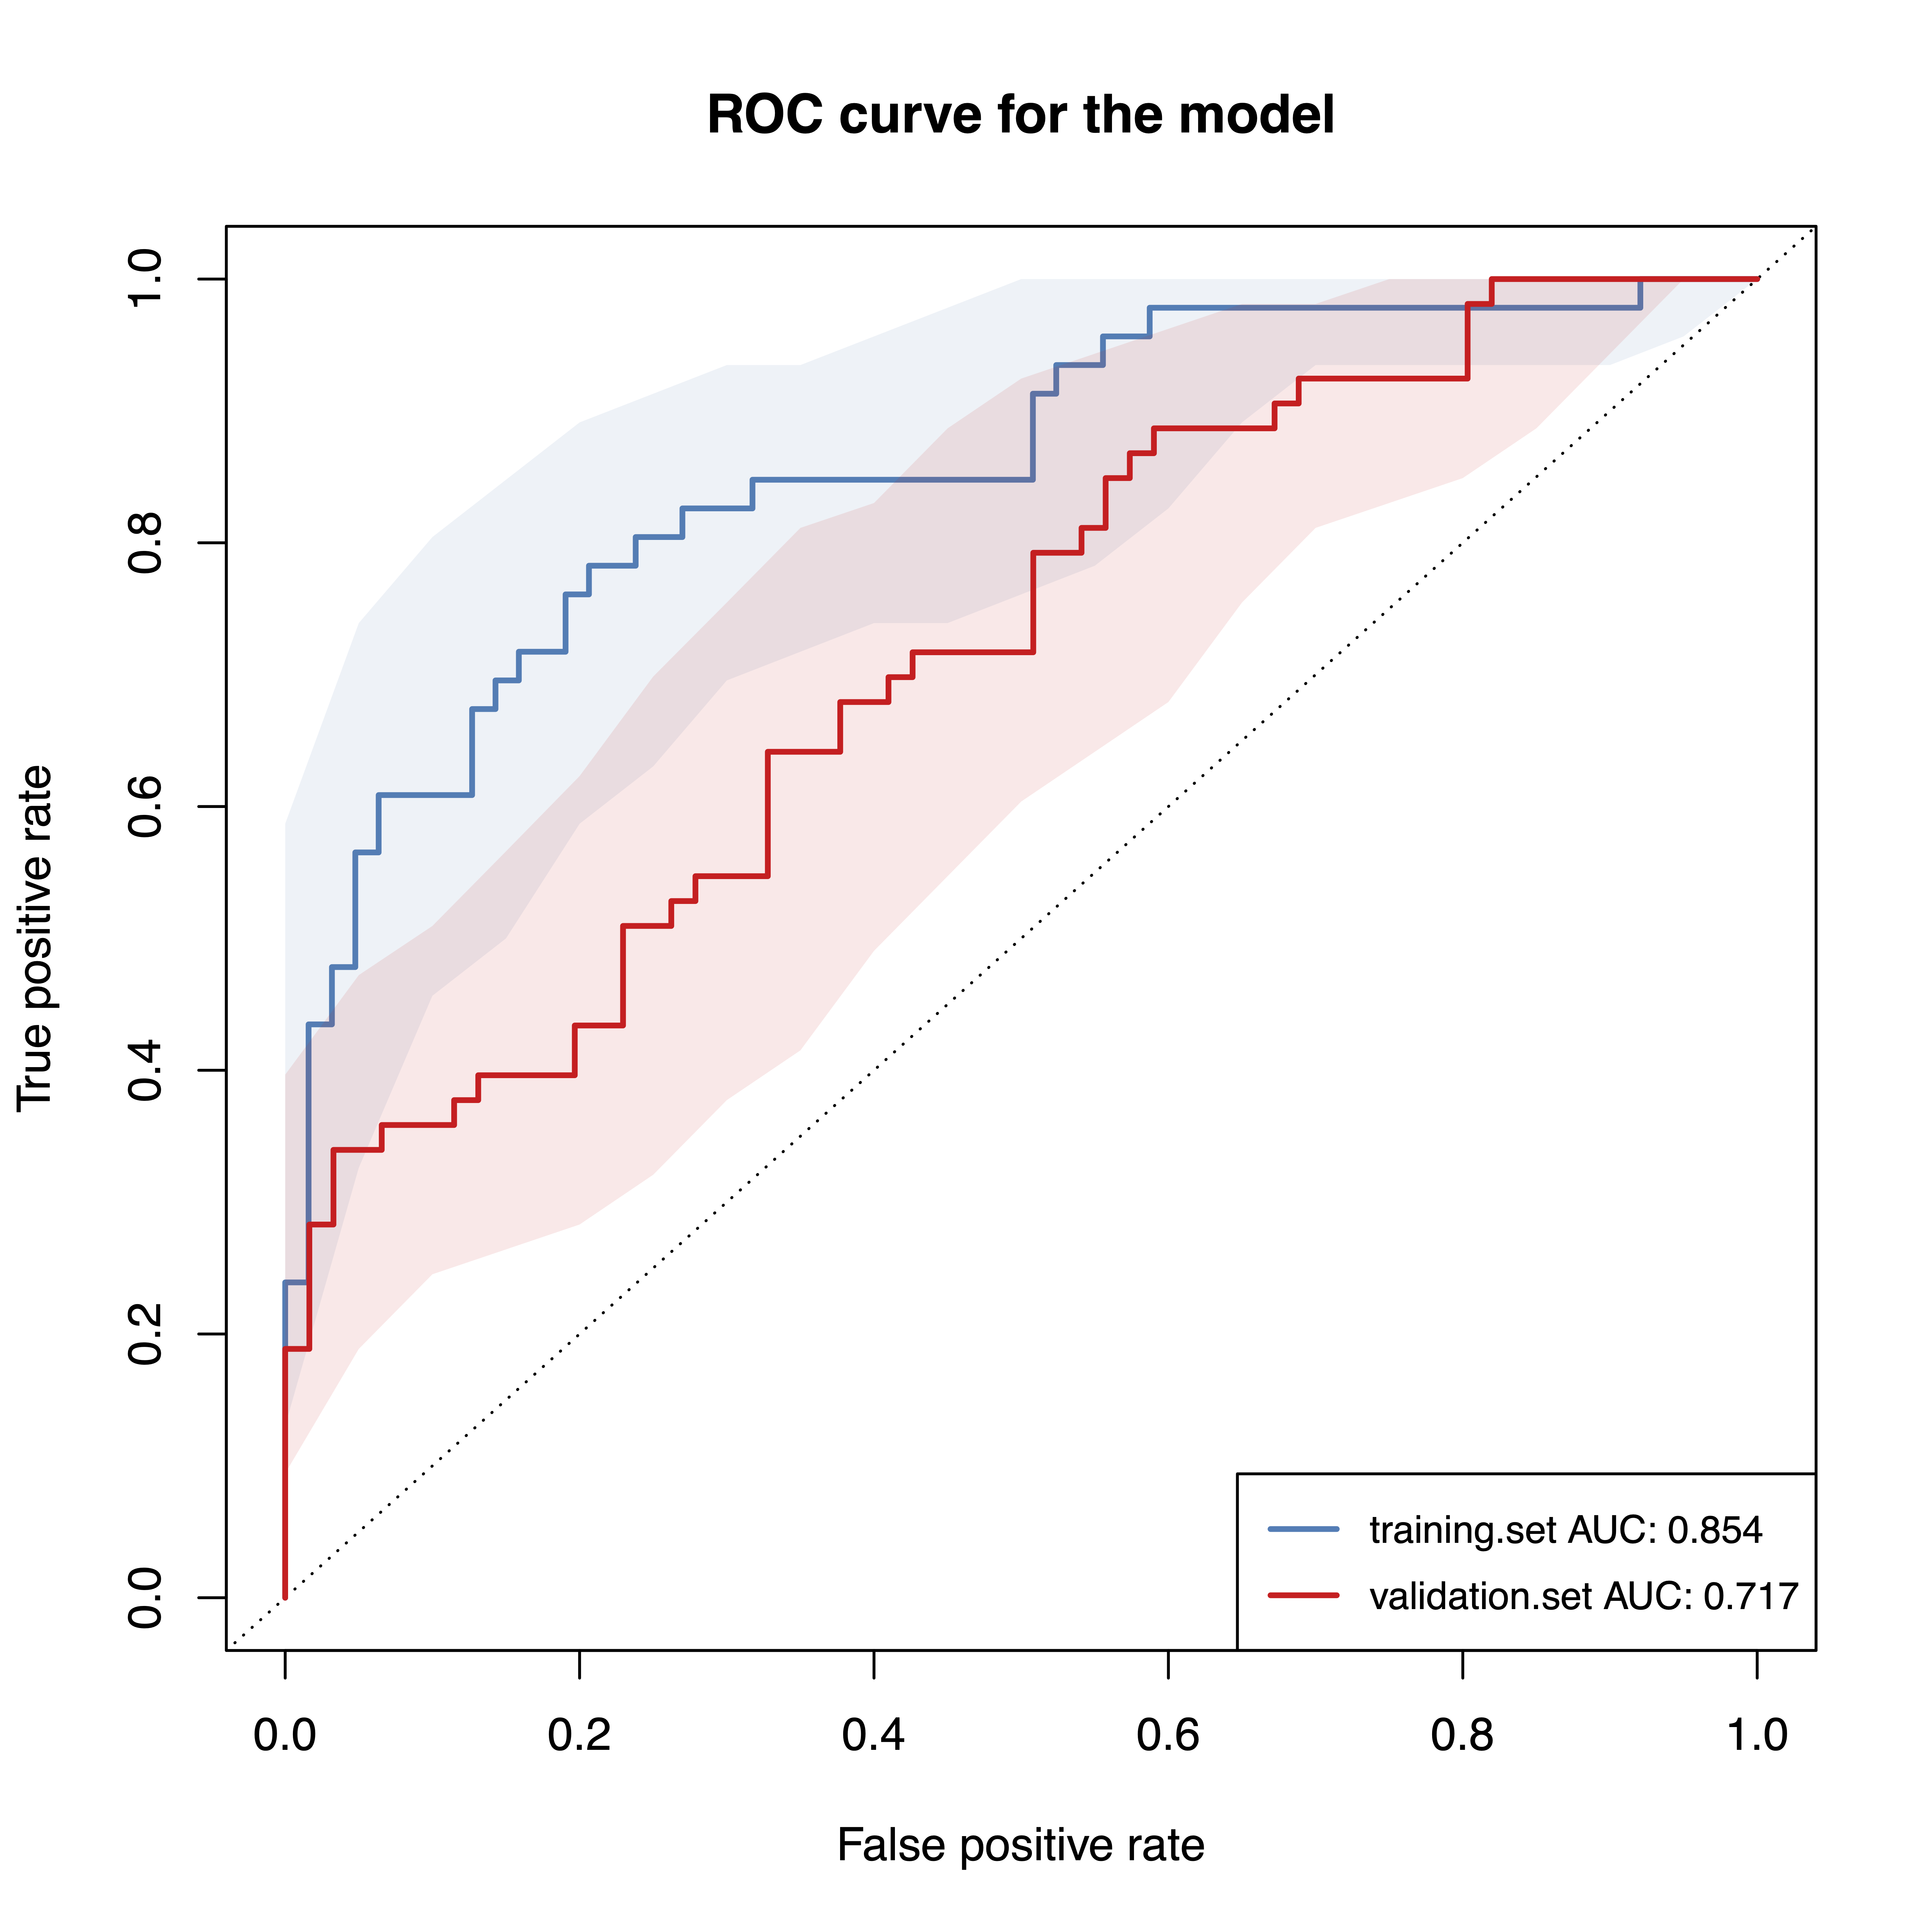 ROC curve for the model
True positive rate
1.0
0.8
0.6
0.4
0.2
0.0
training.set AUC: 0.854
validation.set AUC: 0.717
0.0 0.2 0.4 0.6 0.8 1.0
False positive rate